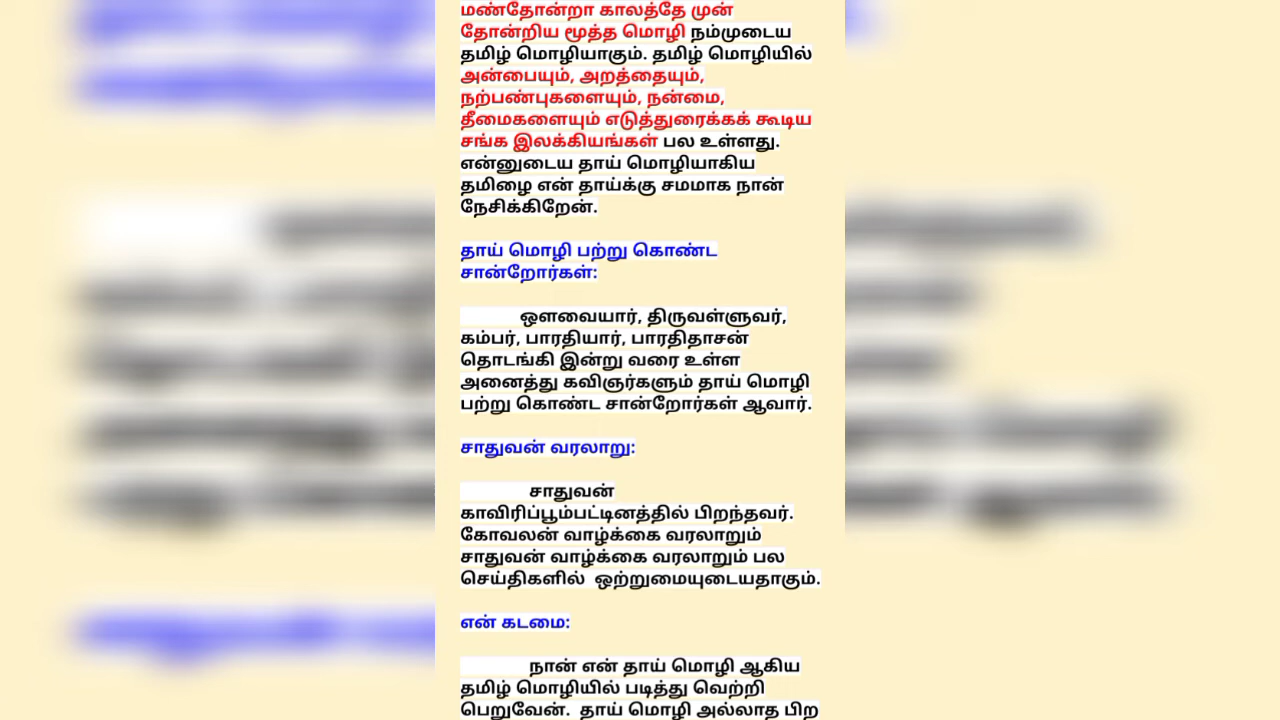 மண்தோன்றா காலத்தே முன்
தோன்றிய மூத்த மொழி நம்முடைய
தமிழ் மொழியாகும். தமிழ் மொழியில்
அன்பையும், அறத்தையும்,
நற்பண்புகளையும், நன்மை,
தீமைகளையும் எடுத்துரைக்கக் கூடிய
சங்க இலக்கியங்கள் பல உள்ளது.
என்னுடைய தாய் மொழியாகிய
தமிழை என் தாய்க்கு சமமாக நான்
நேசிக்கிறேன்.
தாய் மொழி பற்று கொண்ட
சான்றோர்கள்:
ஔவையார், திருவள்ளுவர்,
கம்பர், பாரதியார், பாரதிதாசன்
தொடங்கி இன்று வரை உள்ள
அனைத்து கவிஞர்களும் தாய் மொழி
பற்று கொண்ட சான்றோர்கள் ஆவார்.
சாதுவன் வரலாறு:
சாதுவன்
காவிரிப்பூம்பட்டினத்தில் பிறந்தவர்.
கோவலன் வாழ்க்கை வரலாறும்
சாதுவன் வாழ்க்கை வரலாறும் பல
செய்திகளில் ஒற்றுமையுடையதாகும்.
என் கடமை:
நான் என் தாய் மொழி ஆகிய
தமிழ் மொழியில் படித்து வெற்றி
பெறுவேன். தாய் மொழி அல்லாத பிற